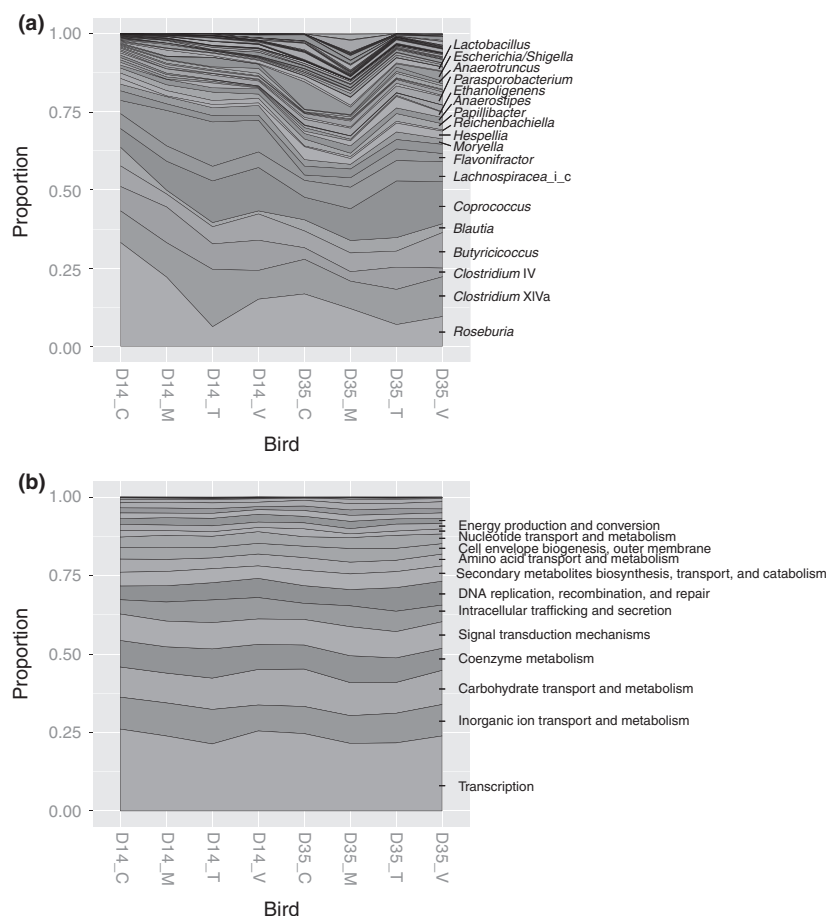 (a)
1.00
0.75
0.50
0.25
0.00
Proportion
Lactobacillus
Escherichia/Shigella
Anaerotruncus
Parasporobacterium
Ethanoligenens
Anaerostipes
Papillibacter
Reichenbachiella
Hespellia
Moryella
Flavonifractor
Lachnospiracea_i_c
Coprococcus
Blautia
Butyricicoccus
Clostridium IV
Clostridium XIVa
Roseburia
D14_C
D14_M
D14_T
D14_V
D35_C
D35_M
D35_T
D35_V
Bird
(b)
1.00
0.75
0.50
0.25
0.00
Proportion
Energy production and conversion
Nucleotide transport and metabolism
Cell envelope biogenesis, outer membrane
Amino acid transport and metabolism
Secondary metabolites biosynthesis, transport, and catabolism
DNA replication, recombination, and repair
Intracellular trafficking and secretion
Signal transduction mechanisms
Coenzyme metabolism
Carbohydrate transport and metabolism
Inorganic ion transport and metabolism
Transcription
D14_C
D14_M
D14_T
D14_V
D35_C
D35_M
D35_T
D35_V
Bird